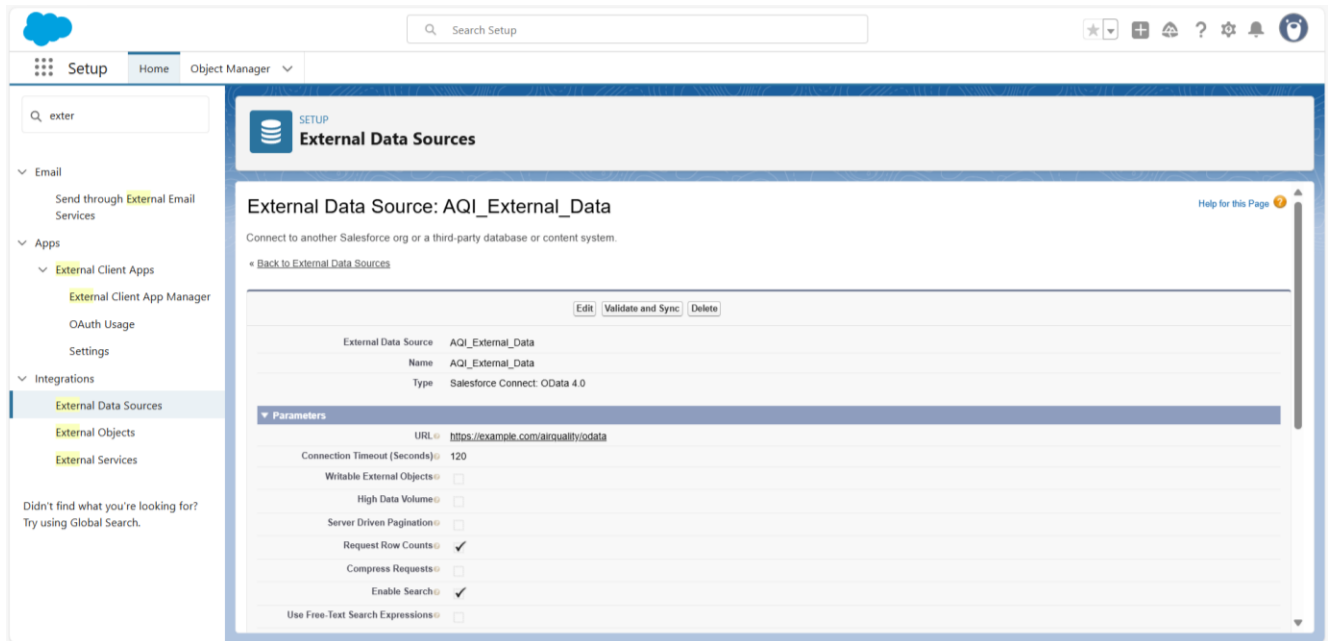 Search Setup
Setup
Home
Object Manager
exter
Email
Send through External Email
Services
Apps
External Client Apps
External Client App Manager
OAuth Usage
Settings
Integrations
External Data Sources
External Objects
External Services
Didn't find what you're looking for?
Try using Global Search.
SETUP
External Data Sources
External Data Source: AQI_External_Data
Help for this Page ?
Connect to another Salesforce org or a third-party database or content system.
« Back to External Data Sources
Edit Validate and Sync Delete
External Data Source AQI_External_Data
Name AQI_External_Data
Type Salesforce Connect: OData 4.0
Parameters
URL https://example.com/airquality/odata
Connection Timeout (Seconds) 120
Writable External Objects
High Data Volume
Server Driven Pagination
Request Row Counts ✓
Compress Requests
Enable Search ✓
Use Free-Text Search Expressions